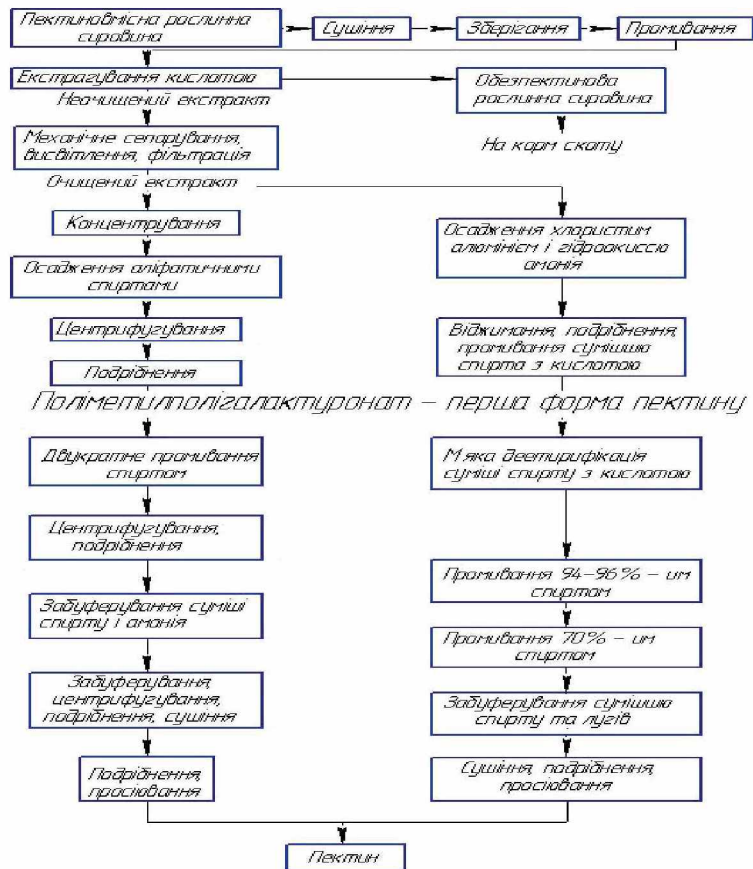 Пектиновмісна рослинна
сировина
Сушіння
Зберігання
Промивання
Екстрагування кислотою
Обезпектинова
рослинна сировина
Неочищений екстракт
На корм скоту
Механічне сепарування,
висвітлення, фільтрація
Очищений екстракт
Концентрування
Осадження хлористим
алюмінієм і гідроокиссю
амонія
Осадження аліфатичними
спиртами
Центрифугування
Віджимання, подрібнення,
промивання сумішшю
спирта з кислотою
Подрібнення
Поліметилполігалактуронат – перша форма пектину
Двукратне промивання
спиртом
М'яка деетирифікація
суміші спирту з кислотою
Центрифугування,
подрібнення
Промивання 94-96% - им
спиртом
Забуферування суміші
спирту і амонія
Промивання 70% - им
спиртом
Забуферування,
центрифугування,
подрібнення, сушіння
Забуферування сумішшю
спирту та лугів
Подрібнення,
просіювання
Сушіння, подрібнення,
просіювання
Пектин